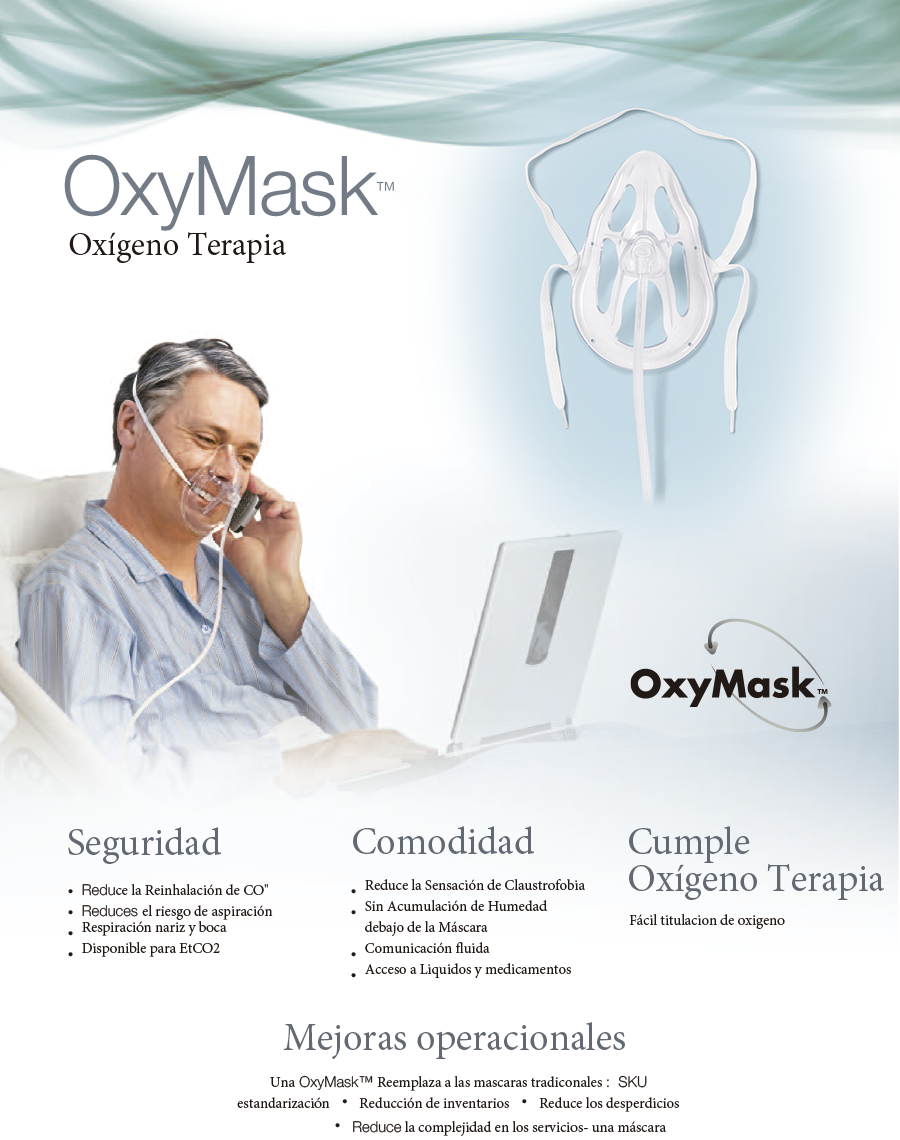 OxyMask™
Oxígeno Terapia
OxyMask™
Seguridad
• Reduce la Reinhalación de CO"
• Reduces el riesgo de aspiración
• Respiración nariz y boca
• Disponible para EtCO2
Comodidad
• Reduce la Sensación de Claustrofobia
• Sin Acumulación de Humedad
debajo de la Máscara
• Comunicación fluida
• Acceso a Liquidos y medicamentos
Cumple
Oxígeno Terapia
Fácil titulacion de oxigeno
Mejoras operacionales
Una OxyMask™ Reemplaza a las mascaras tradiconales : SKU
estandarización • Reducción de inventarios • Reduce los desperdicios
• Reduce la complejidad en los servicios- una máscara